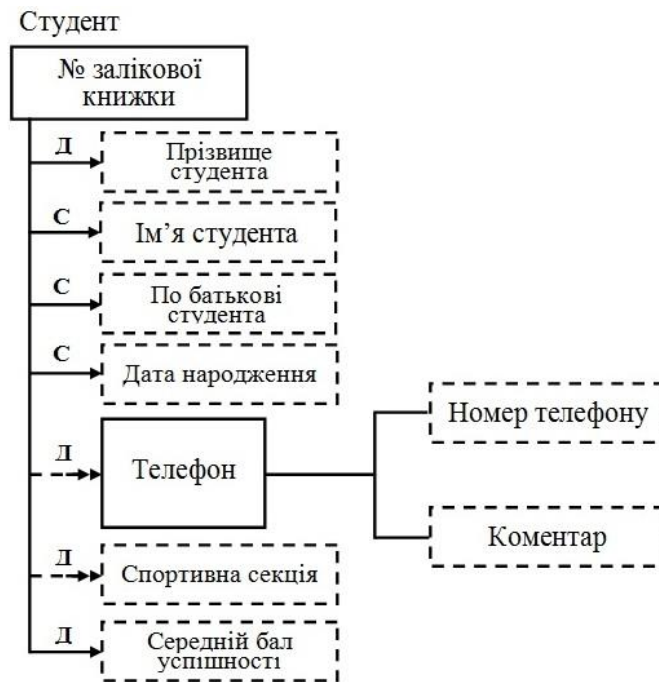 Студент
№ залікової
книжки
Д
Прізвище
студента
С
Ім’я студента
С
По батькові
студента
С
Дата народження
Номер телефону
Д
Телефон
Коментар
Д
Спортивна секція
Д
Середній бал
успішності